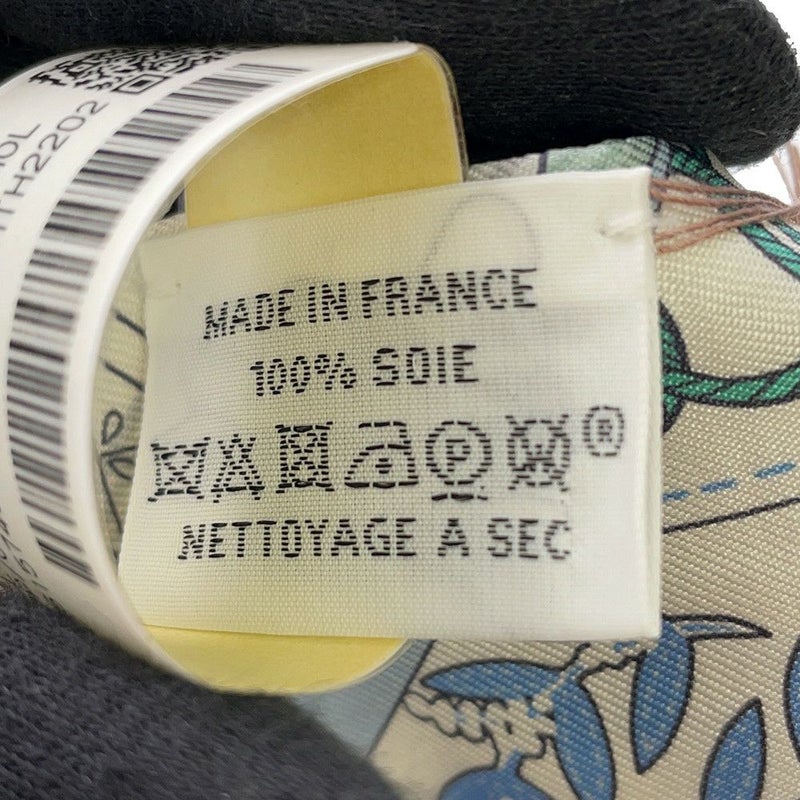 MADE IN FRANCE
100% SOIE
P ®
NETTOYAGE A SEC